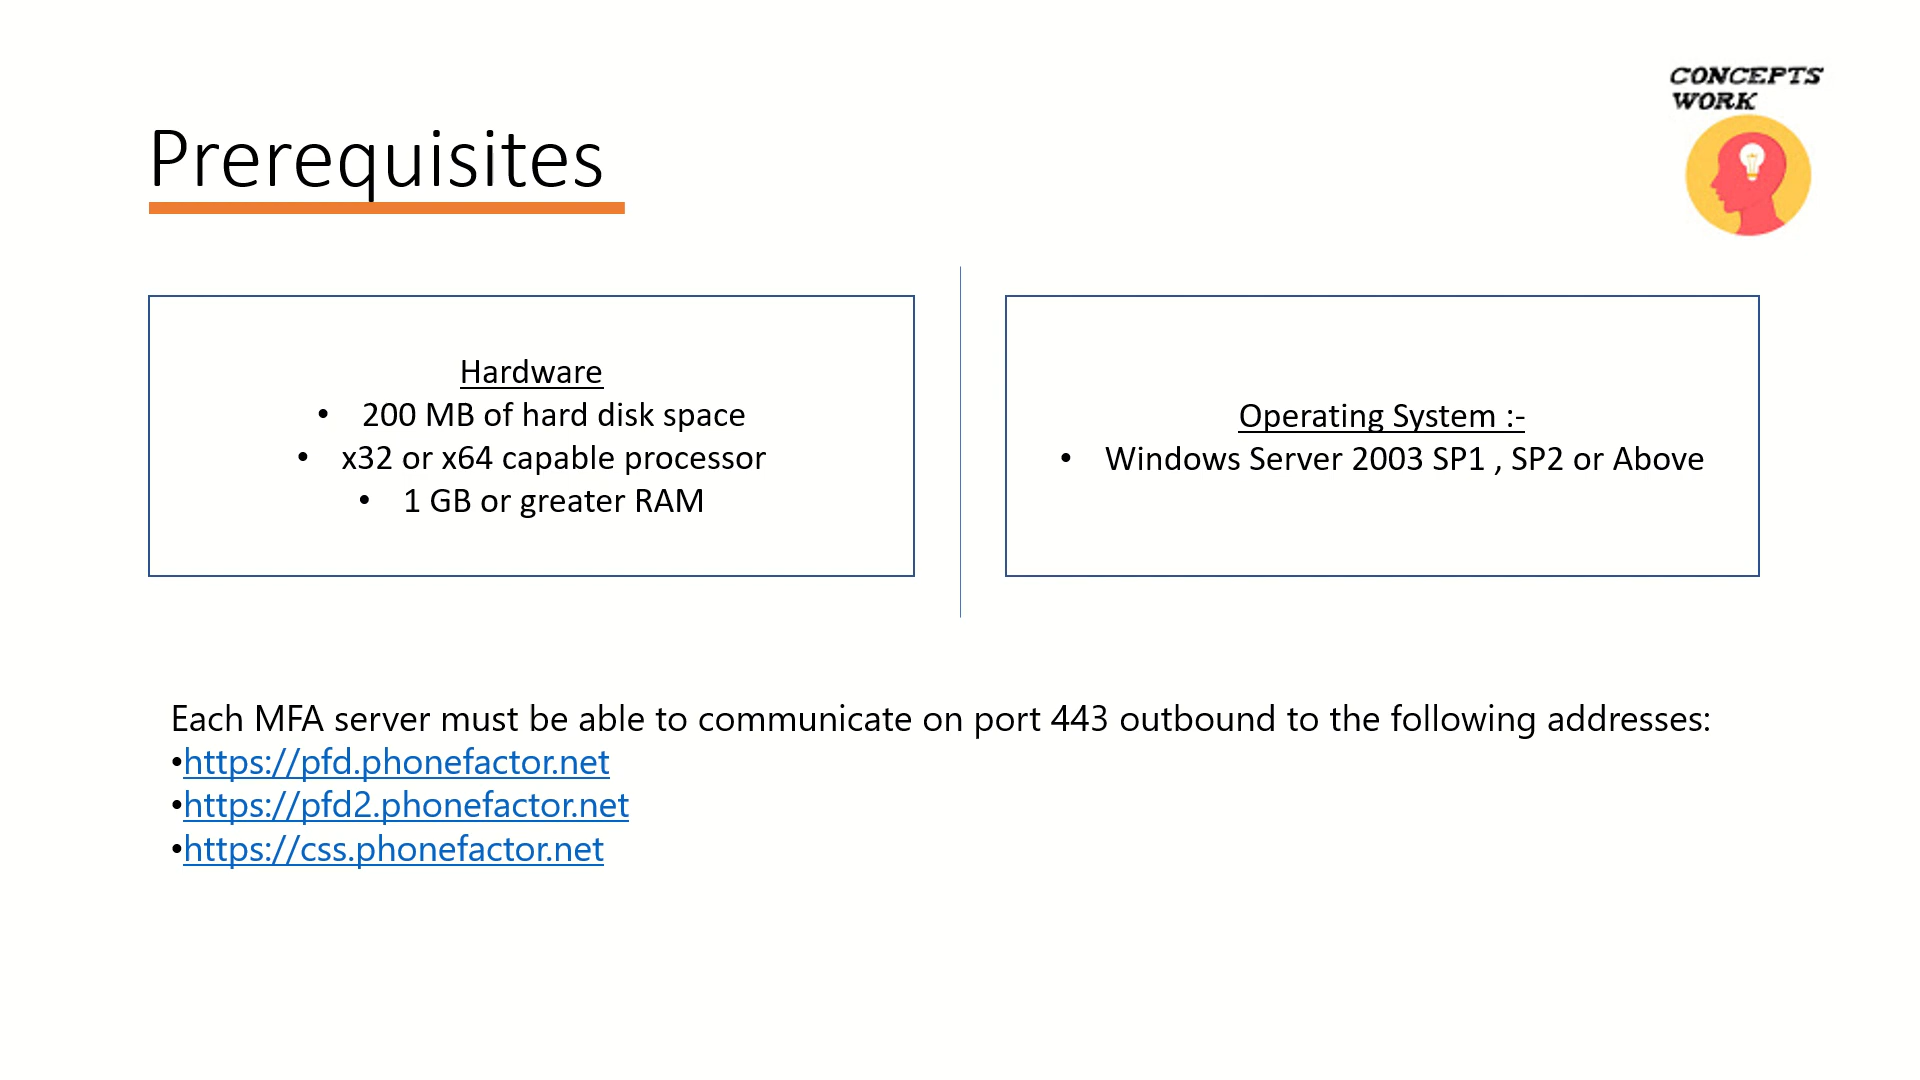 CONCEPTS
WORK
Prerequisites
Hardware
• 200 MB of hard disk space
• x32 or x64 capable processor
• 1 GB or greater RAM
Operating System :-
• Windows Server 2003 SP1 , SP2 or Above
Each MFA server must be able to communicate on port 443 outbound to the following addresses:
•https://pfd.phonefactor.net
•https://pfd2.phonefactor.net
•https://css.phonefactor.net